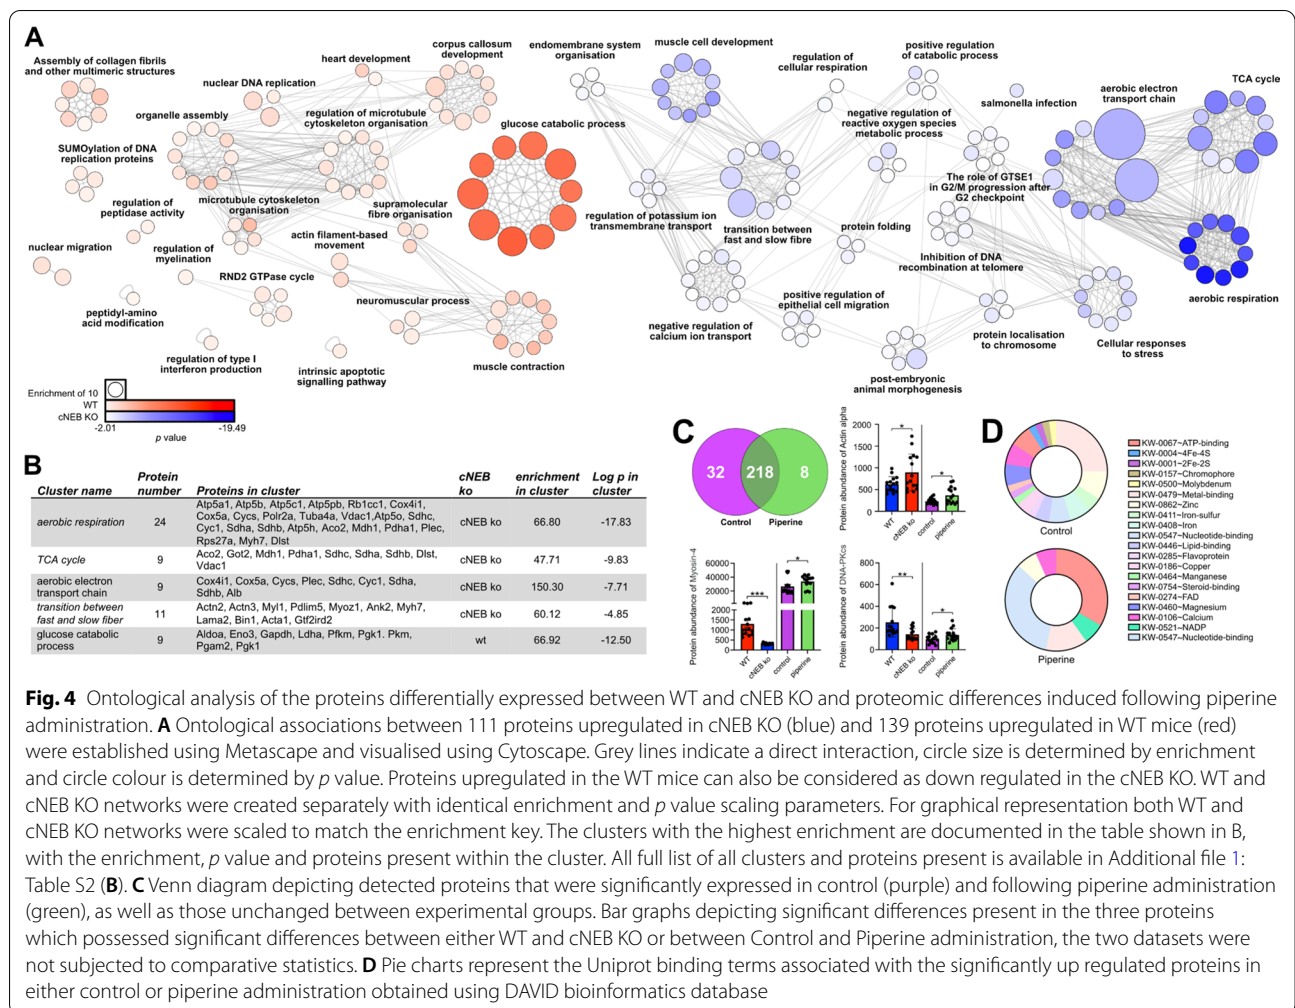 A
Assembly of collagen fibrils
and other multimeric structures
nuclear DNA replication
heart development
corpus callosum
development
endomembrane system
organisation
muscle cell development
regulation of
cellular respiration
positive regulation
of catabolic process
salmonella infection
aerobic electron
transport chain
TCA cycle
organelle assembly
regulation of microtubule
cytoskeleton organisation
glucose catabolic process
negative regulation of
reactive oxygen species
metabolic process
SUMOylation of DNA
replication proteins
The role of GTSE1
in G2/M progression after
G2 checkpoint
regulation of
peptidase activity
microtubule cytoskeleton
organisation
supramolecular
fibre organisation
regulation of potassium ion
transmembrane transport
transition between
fast and slow fibre
protein folding
nuclear migration
regulation of
myelination
actin filament-based
movement
RND2 GTPase cycle
Inhibition of DNA
recombination at telomere
aerobic respiration
peptidyl-amino
acid modification
neuromuscular process
negative regulation of
calcium ion transport
positive regulation of
epithelial cell migration
protein localisation
to chromosome
Cellular responses
to stress
regulation of type I
interferon production
intrinsic apoptotic
signalling pathway
muscle contraction
post-embryonic
animal morphogenesis
Enrichment of 10
WT
cNEB KO
-2.01
-19.49
p value
B
Cluster name
Protein
number
Proteins in cluster
cNEB
ko
enrichment
in cluster
Log p in
cluster
aerobic respiration
24
Atp5a1, Atp5b, Atp5c1, Atp5pb, Rb1cc1, Cox4i1,
Cox5a, Cycs, Polr2a, Tuba4a, Vdac1,Atp5o, Sdhc,
Cyc1, Sdha, Sdhb, Atp5h, Aco2, Mdh1, Pdha1, Plec,
Rps27a, Myh7, Dlst
cNEB ko
66.80
-17.83
TCA cycle
9
Aco2, Got2, Mdh1, Pdha1, Sdhc, Sdha, Sdhb, Dlst,
Vdac1
cNEB ko
47.71
-9.83
aerobic electron
transport chain
9
Cox4i1, Cox5a, Cycs, Plec, Sdhc, Cyc1, Sdha,
Sdhb, Alb
cNEB ko
150.30
-7.71
transition between
fast and slow fiber
11
Actn2, Actn3, Myl1, Pdlim5, Myoz1, Ank2, Myh7,
Lama2, Bin1, Acta1, Gtf2ird2
cNEB ko
60.12
-4.85
glucose catabolic
process
9
Aldoa, Eno3, Gapdh, Ldha, Pfkm, Pgk1. Pkm,
Pgam2, Pgk1
wt
66.92
-12.50
C
32
218
8
Control
Piperine
Protein abundance of Actin alpha
2000
1500
1000
500
0
*
*
WT
cNEB ko
control
piperine
Protein abundance of Myosin-4
60000
40000
20000
2000
1500
1000
500
0
***
*
WT
cNEB ko
control
piperine
Protein abundance of DNA-PKcs
800
600
400
200
0
**
*
WT
cNEB ko
control
piperine
D
Control
Piperine
KW-0067~ATP-binding
KW-0004~4Fe-4S
KW-0001~2Fe-2S
KW-0157~Chromophore
KW-0500~Molybdenum
KW-0479~Metal-binding
KW-0862~Zinc
KW-0411~Iron-sulfur
KW-0408~Iron
KW-0547~Nucleotide-binding
KW-0446~Lipid-binding
KW-0285~Flavoprotein
KW-0186~Copper
KW-0464~Manganese
KW-0754~Steroid-binding
KW-0274~FAD
KW-0460~Magnesium
KW-0106~Calcium
KW-0521~NADP
KW-0547~Nucleotide-binding
Fig. 4 Ontological analysis of the proteins differentially expressed between WT and cNEB KO and proteomic differences induced following piperine
administration. A Ontological associations between 111 proteins upregulated in cNEB KO (blue) and 139 proteins upregulated in WT mice (red)
were established using Metascape and visualised using Cytoscape. Grey lines indicate a direct interaction, circle size is determined by enrichment
and circle colour is determined by p value. Proteins upregulated in the WT mice can also be considered as down regulated in the cNEB KO. WT and
cNEB KO networks were created separately with identical enrichment and p value scaling parameters. For graphical representation both WT and
cNEB KO networks were scaled to match the enrichment key. The clusters with the highest enrichment are documented in the table shown in B,
with the enrichment, p value and proteins present within the cluster. All full list of all clusters and proteins present is available in Additional file 1:
Table S2 (B). C Venn diagram depicting detected proteins that were significantly expressed in control (purple) and following piperine administration
(green), as well as those unchanged between experimental groups. Bar graphs depicting significant differences present in the three proteins
which possessed significant differences between either WT and cNEB KO or between Control and Piperine administration, the two datasets were
not subjected to comparative statistics. D Pie charts represent the Uniprot binding terms associated with the significantly up regulated proteins in
either control or piperine administration obtained using DAVID bioinformatics database